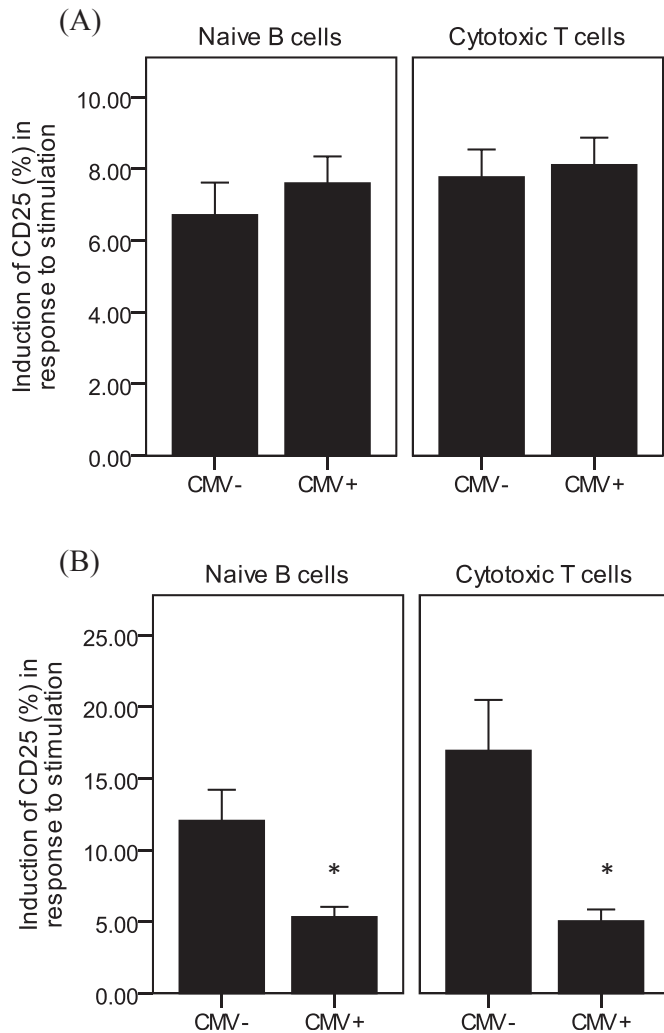 (A)
Naive B cells
Cytotoxic T cells
Induction of CD25 (%) in
response to stimulation
10.00
8.00
6.00
4.00
2.00
0.00
CMV-
CMV+
CMV-
CMV+
(B)
Naive B cells
Cytotoxic T cells
Induction of CD25 (%) in
response to stimulation
25.00
20.00
15.00
10.00
5.00
0.00
*
*
CMV-
CMV+
CMV-
CMV+